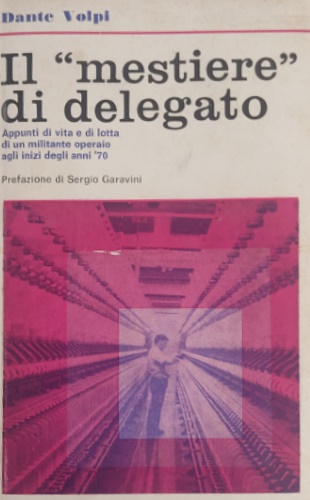 Dante Volpi
Il “mestiere”
di delegato
Appunti di vita e di lotta
di un militante operaio
agli inizi degli anni '70
Prefazione di Sergio Garavini